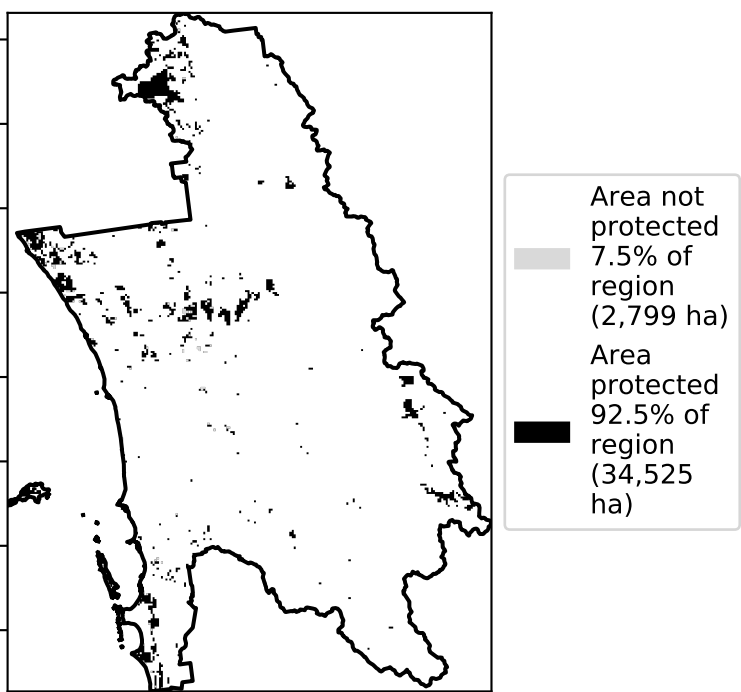 Area not
protected
7.5% of
region
(2,799 ha)
Area
protected
92.5% of
region
(34,525
ha)